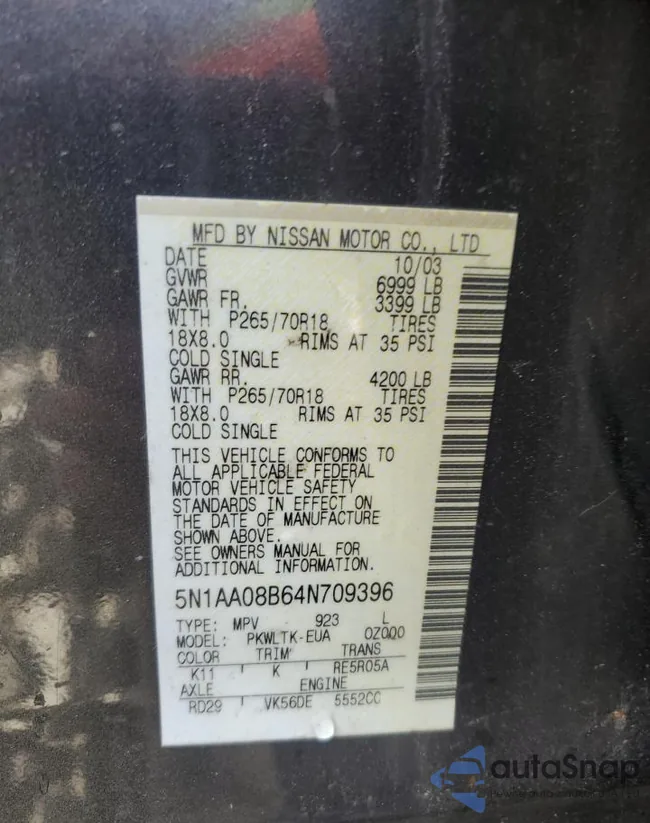 MFD BY NISSAN MOTOR CO., LTD
DATE 10/03
GVWR 6999 LB
GAWR FR. 3399 LB
WITH P265/70R18 TIRES
18X8.0 RIMS AT 35 PSI
COLD SINGLE
GAWR RR. 4200 LB
WITH P265/70R18 TIRES
18X8.0 RIMS AT 35 PSI
COLD SINGLE
THIS VEHICLE CONFORMS TO
ALL APPLICABLE FEDERAL
MOTOR VEHICLE SAFETY
STANDARDS IN EFFECT ON
THE DATE OF MANUFACTURE
SHOWN ABOVE.
SEE OWNERS MANUAL FOR
ADDITIONAL INFORMATION.
5N1AA08B64N709396
TYPE: MPV 923 L
MODEL: PKWLTK-EUA 0Z000
COLOR TRIM TRANS
K11 K RE5R05A
AXLE ENGINE
RD29 VK56DE 5552CC
autoSnap
POWERED BY